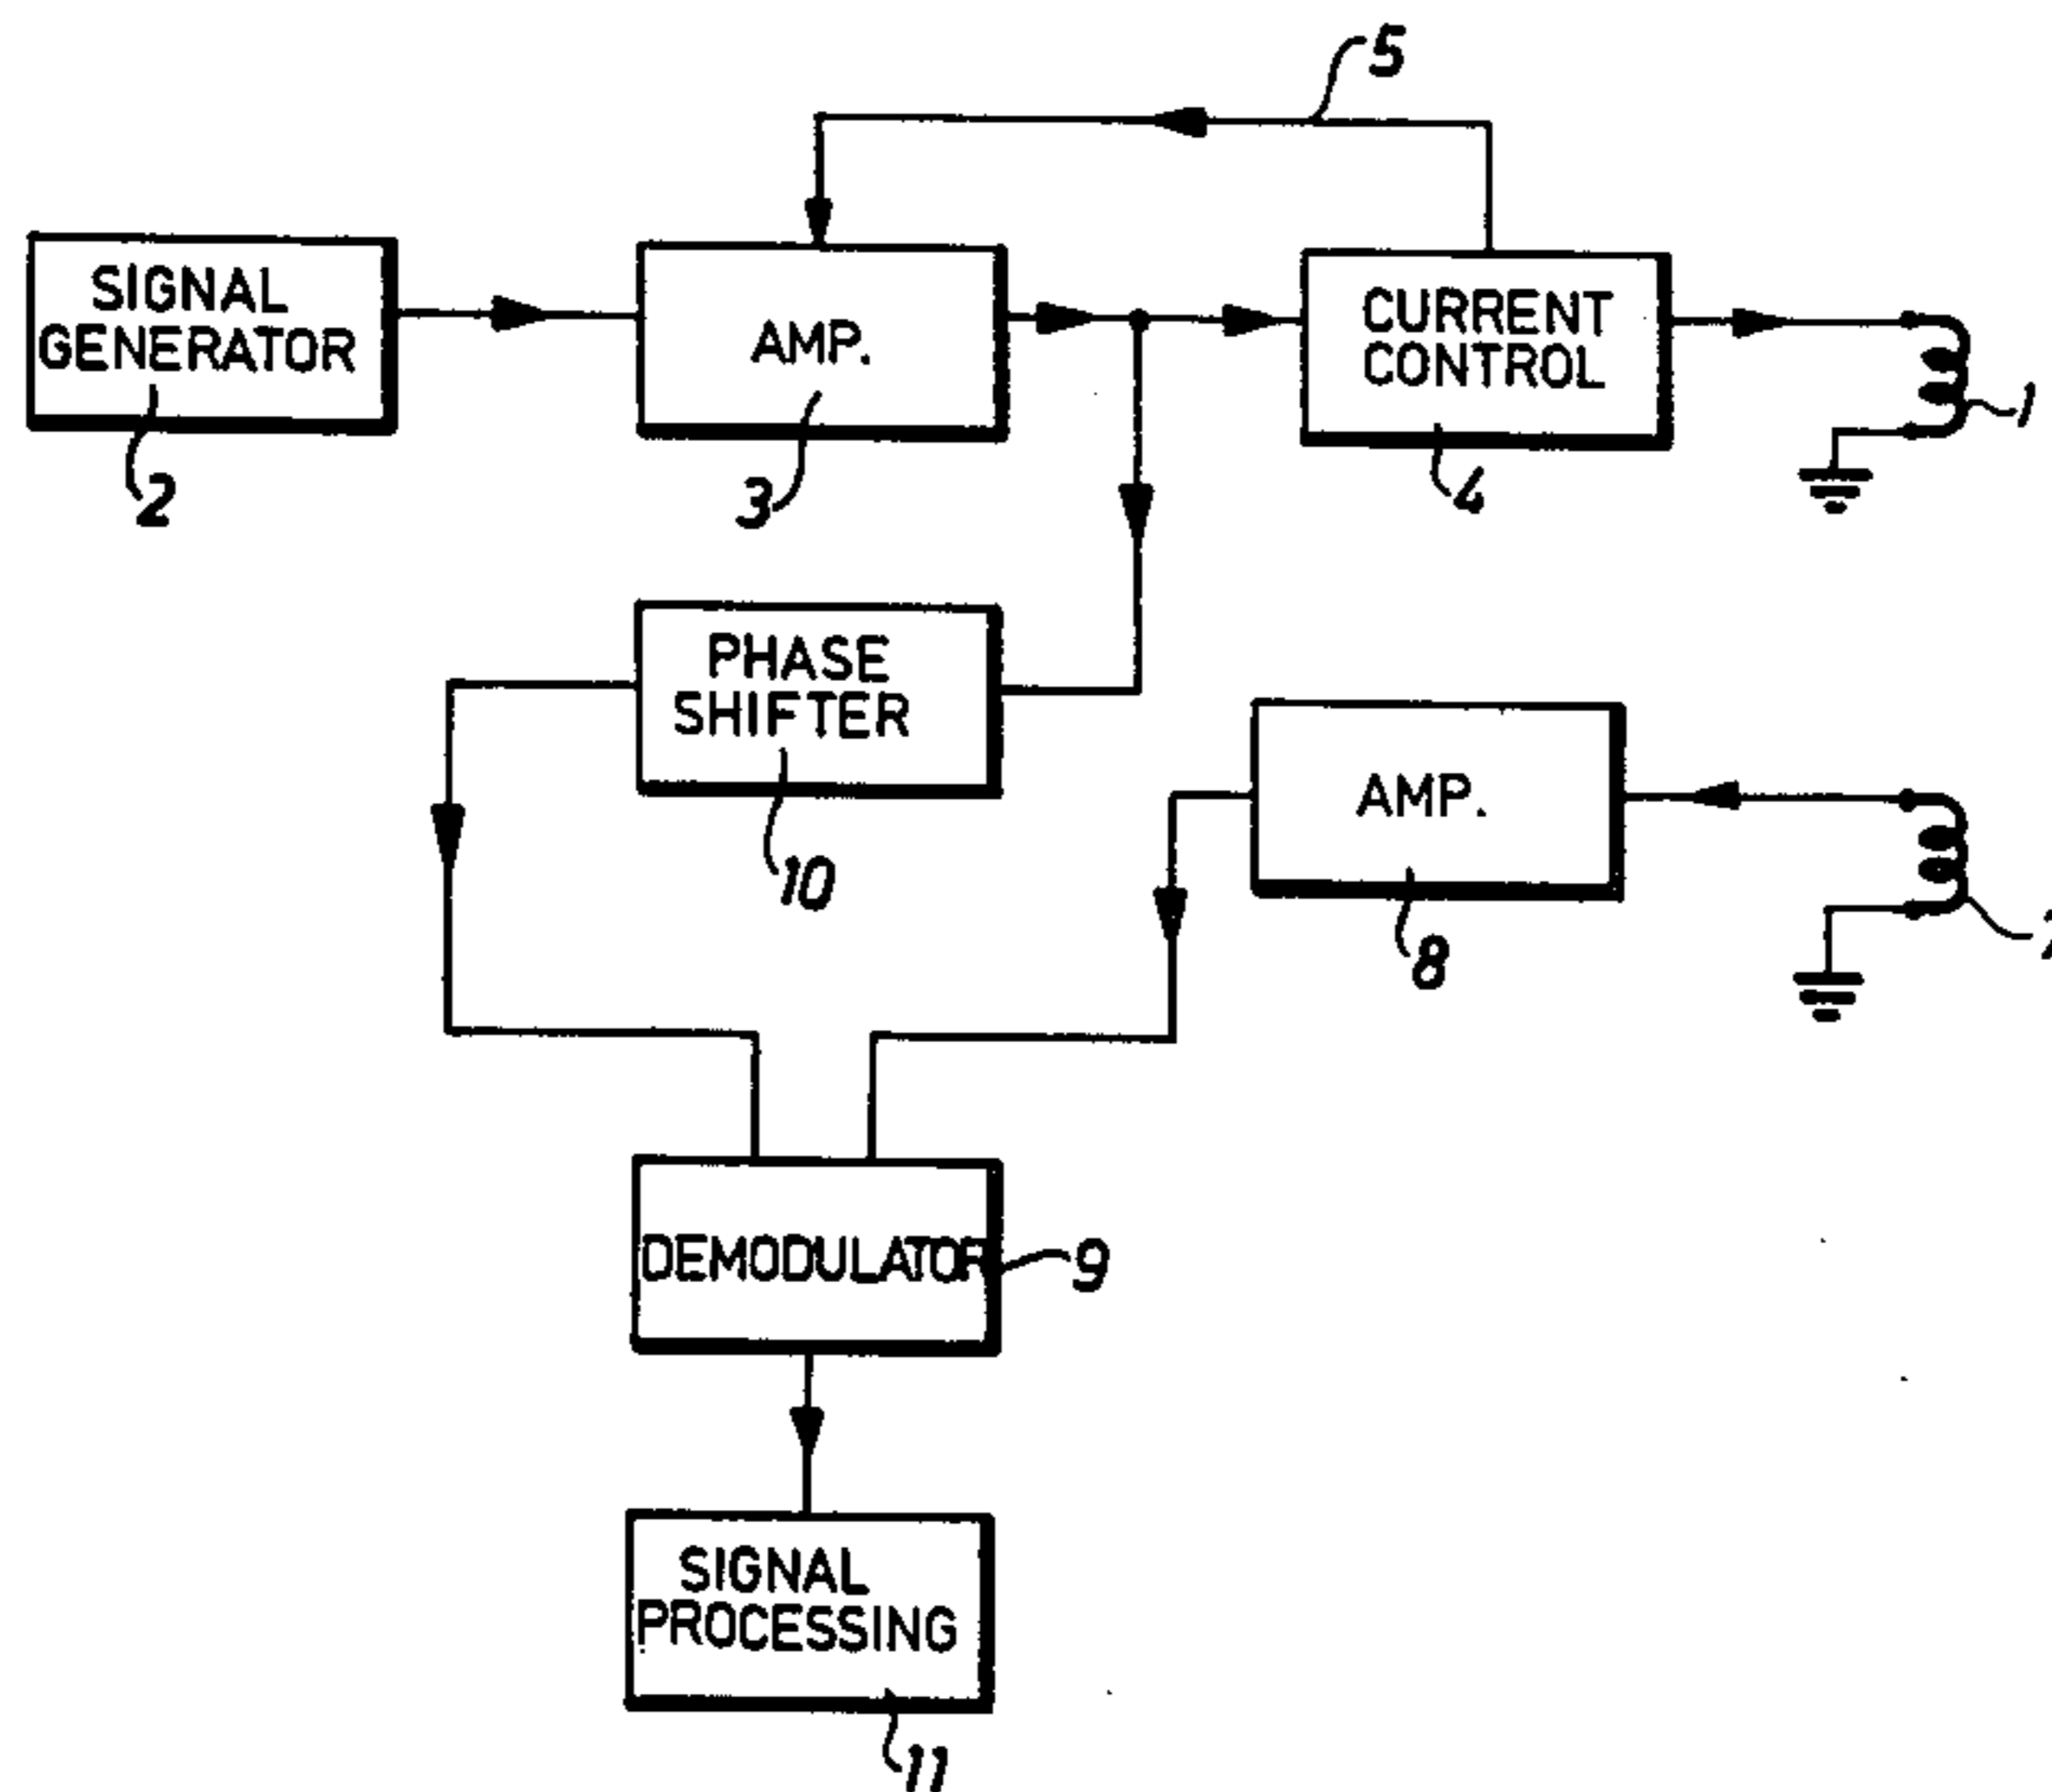 5
SIGNAL
GENERATOR
AMP.
CURRENT
CONTROL
1
2
3
4
PHASE
SHIFTER
AMP.
10
8
DEMODULATOR
9
SIGNAL
PROCESSING
11